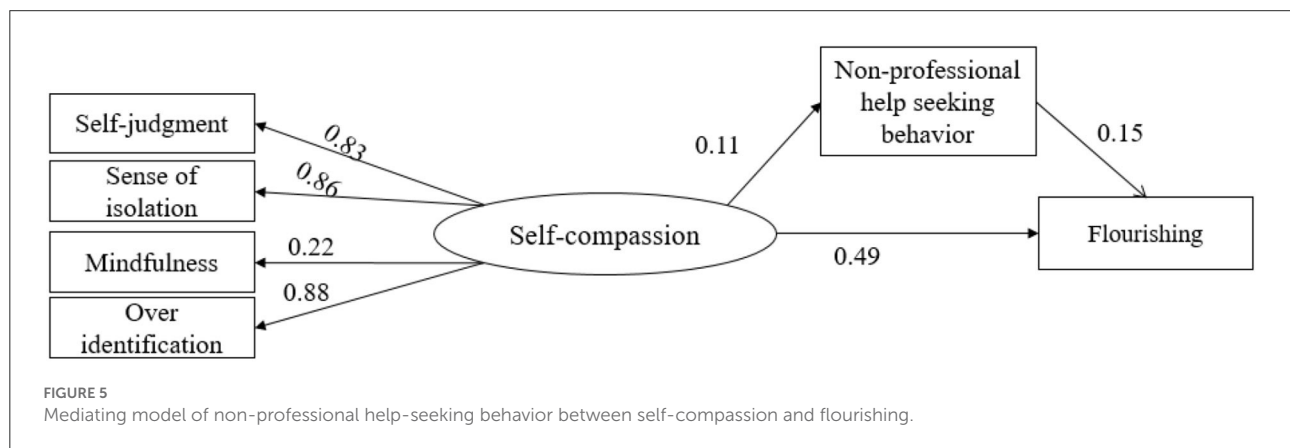 Self-judgment
Sense of
isolation
Mindfulness
Over
identification
0.83
0.86
0.22
0.88
Self-compassion
0.11
Non-professional
help seeking
behavior
0.15
0.49
Flourishing
FIGURE 5
Mediating model of non-professional help-seeking behavior between self-compassion and flourishing.